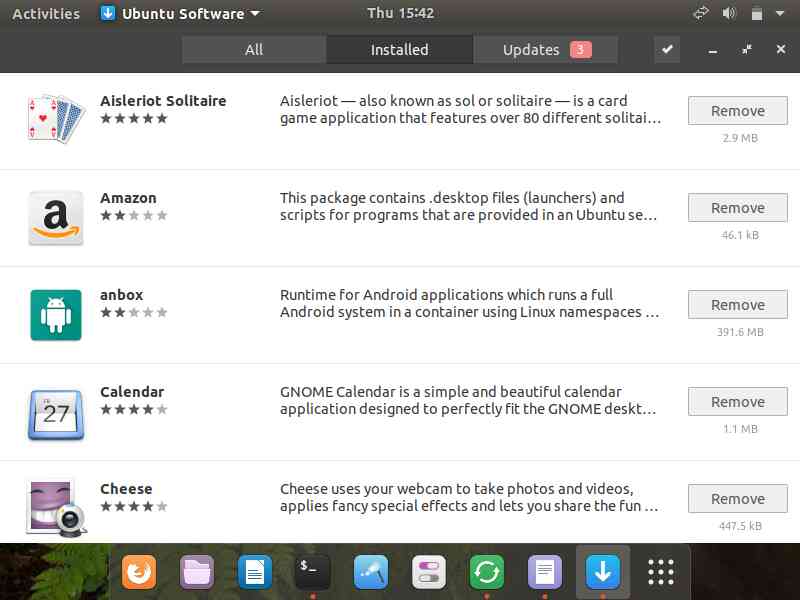 Activities
Ubuntu Software
Thu 15:42
All
Installed
Updates 3
Aisleriot Solitaire
Aisleriot — also known as sol or solitaire — is a card
game application that features over 80 different solitai…
Remove
2.9 MB
Amazon
This package contains .desktop files (launchers) and
scripts for programs that are provided in an Ubuntu se…
Remove
46.1 kB
anbox
Runtime for Android applications which runs a full
Android system in a container using Linux namespaces …
Remove
391.6 MB
Calendar
GNOME Calendar is a simple and beautiful calendar
application designed to perfectly fit the GNOME deskt…
Remove
1.1 MB
27
Cheese
Cheese uses your webcam to take photos and videos,
applies fancy special effects and lets you share the fun …
Remove
447.5 kB
$_